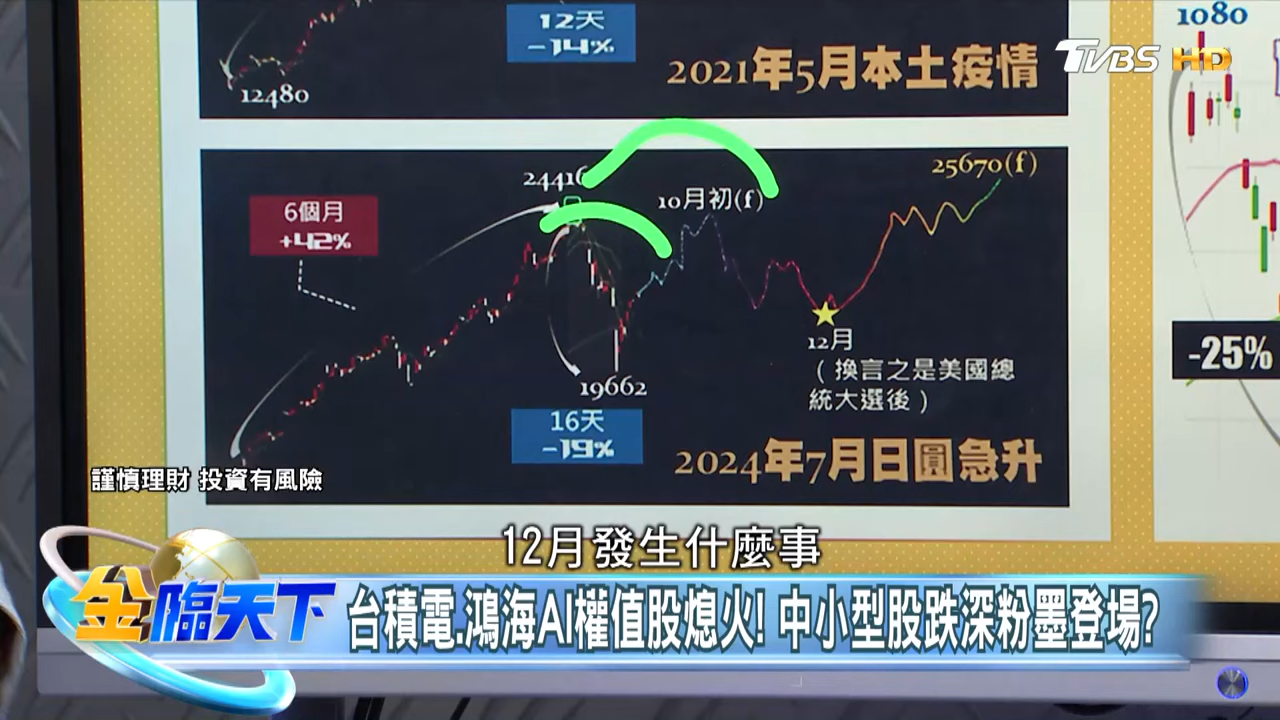 12天
-14%
12480
2021年5月本土疫情
TVBS HD
1080
24416
6個月
+42%
10月初(f)
25670(f)
12月
（換言之是美國總
統大選後）
19662
16天
-19%
2024年7月日圓急升
-25%
謹慎理財 投資有風險
12月發生什麼事
金臨天下
台積電.鴻海AI權值股熄火! 中小型股跌深粉墨登場?